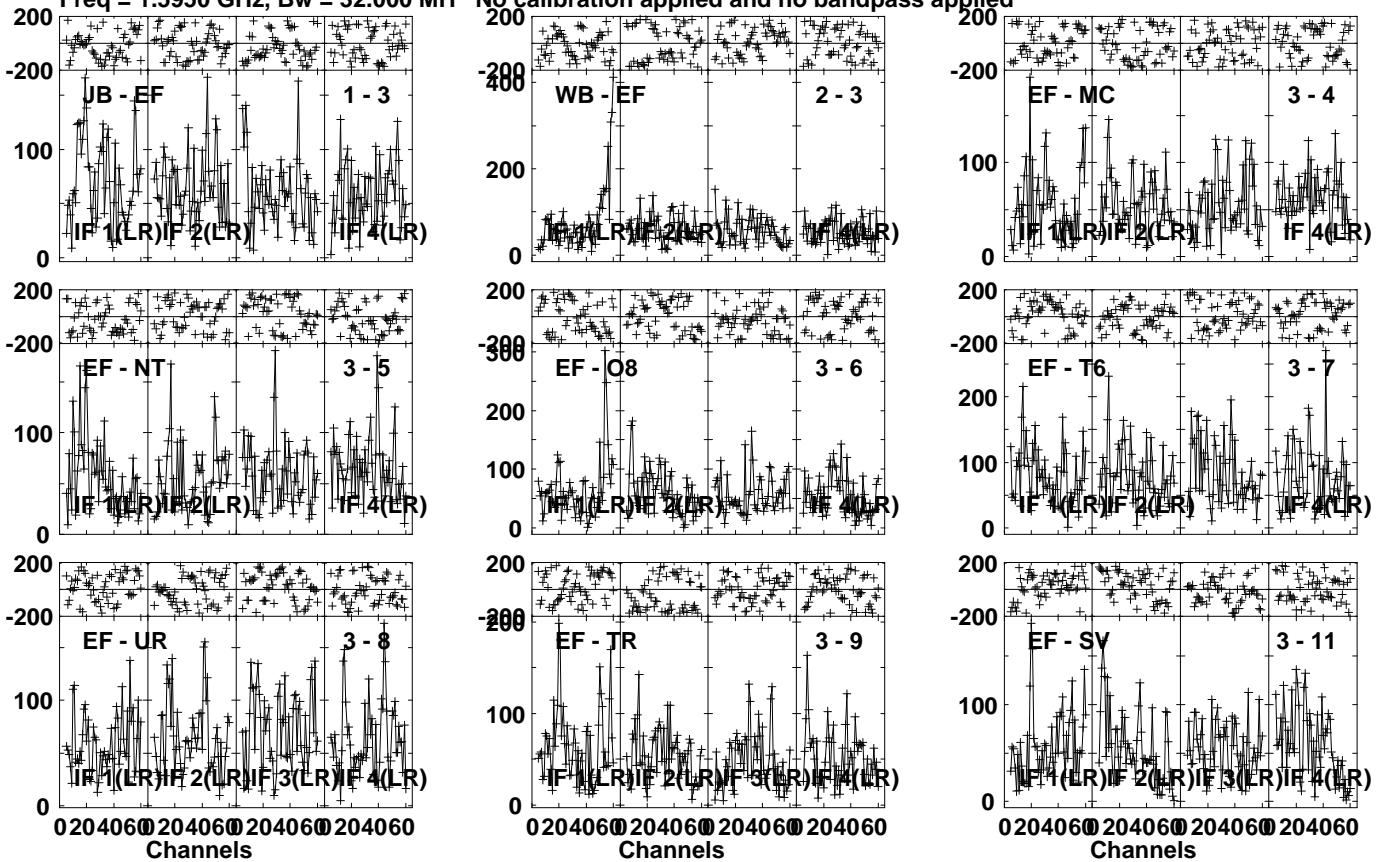 Freq = 1.5950 GHz, Bw = 32.000 MH No calibration applied and no bandpass applied
200
-200
JB - EF 1 - 3
100
0
IF 1(LR) IF 2(LR) IF 4(LR)
-200
400
WB - EF 2 - 3
200
0
IF 1(LR) IF 2(LR) IF 4(LR)
200
-200
EF - MC 3 - 4
100
0
IF 1(LR) IF 2(LR) IF 4(LR)
200
-200
EF - NT 3 - 5
100
0
IF 1(LR) IF 2(LR) IF 4(LR)
200
-200
300
EF - O8 3 - 6
200
100
0
IF 1(LR) IF 2(LR) IF 4(LR)
200
-200
EF - T6 3 - 7
200
100
0
IF 1(LR) IF 2(LR) IF 4(LR)
200
-200
EF - UR 3 - 8
100
0
IF 1(LR) IF 2(LR) IF 3(LR) IF 4(LR)
0 20 40 60 0 20 40 60 0 20 40 60 0 20 40 60
Channels
200
-200
200
EF - TR 3 - 9
100
0
IF 1(LR) IF 2(LR) IF 3(LR) IF 4(LR)
0 20 40 60 0 20 40 60 0 20 40 60 0 20 40 60
Channels
200
-200
EF - SV 3 - 11
100
0
IF 1(LR) IF 2(LR) IF 3(LR) IF 4(LR)
0 20 40 60 0 20 40 60 0 20 40 60 0 20 40 60
Channels